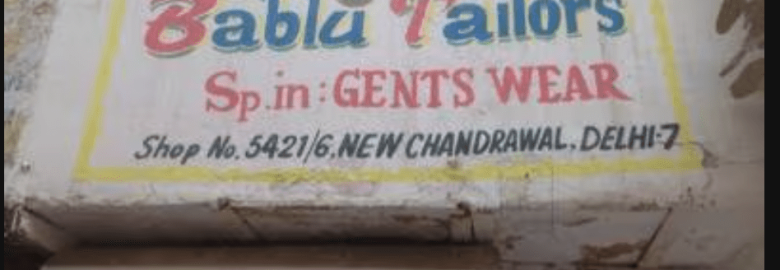 Bablu Tailors
Sp.in:GENTS WEAR
Shop No. 5421/6, NEW CHANDRAWAL, DELHI-7